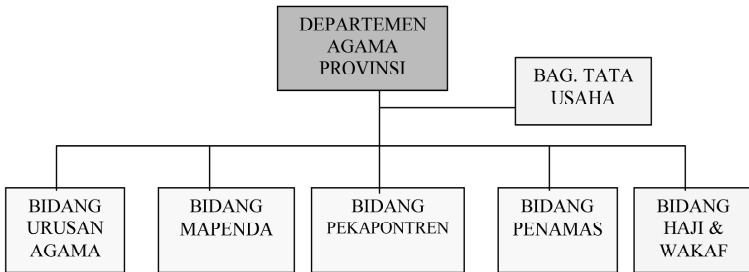 DEPARTEMEN
AGAMA
PROVINSI
BAG. TATA
USAHA
BIDANG
URUSAN
AGAMA
BIDANG
MAPENDA
BIDANG
PEKAPONTREN
BIDANG
PENAMAS
BIDANG
HAJI &
WAKAF